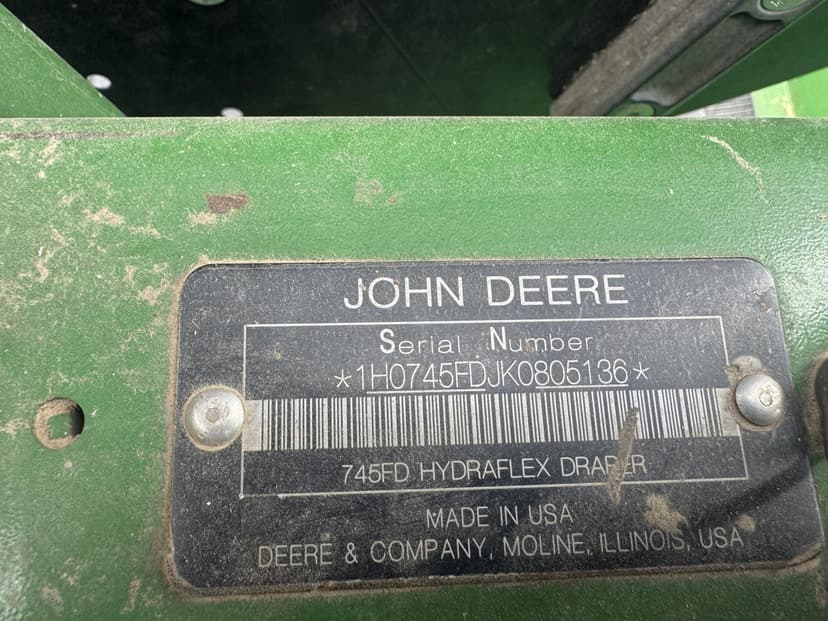 JOHN DEERE
Serial Number
*1H0745FDJK0805136*
745FD HYDRAFLEX DRAPER
MADE IN USA
DEERE & COMPANY, MOLINE, ILLINOIS, USA